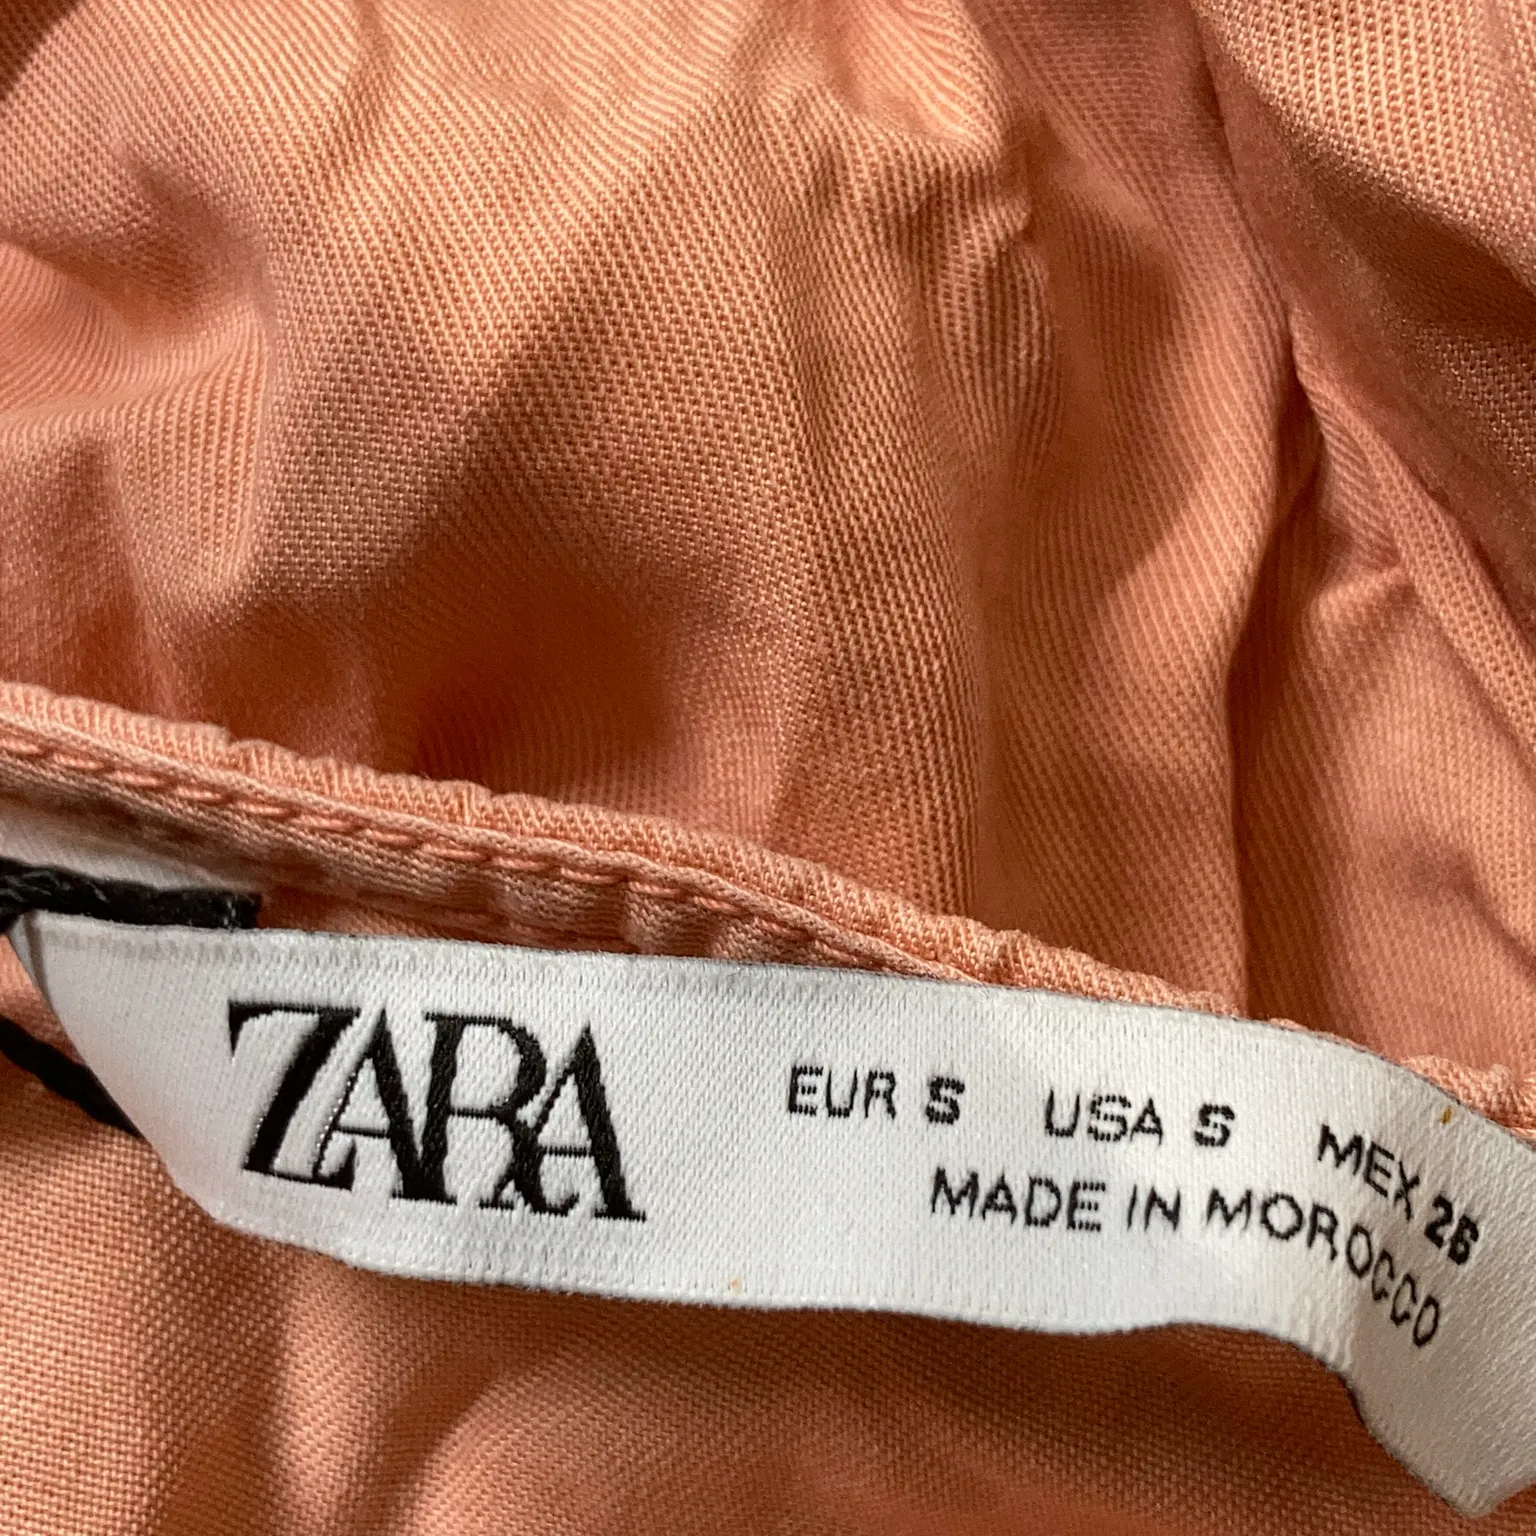 ZARA
EUR S USA S MEX 26
MADE IN MOROCCO